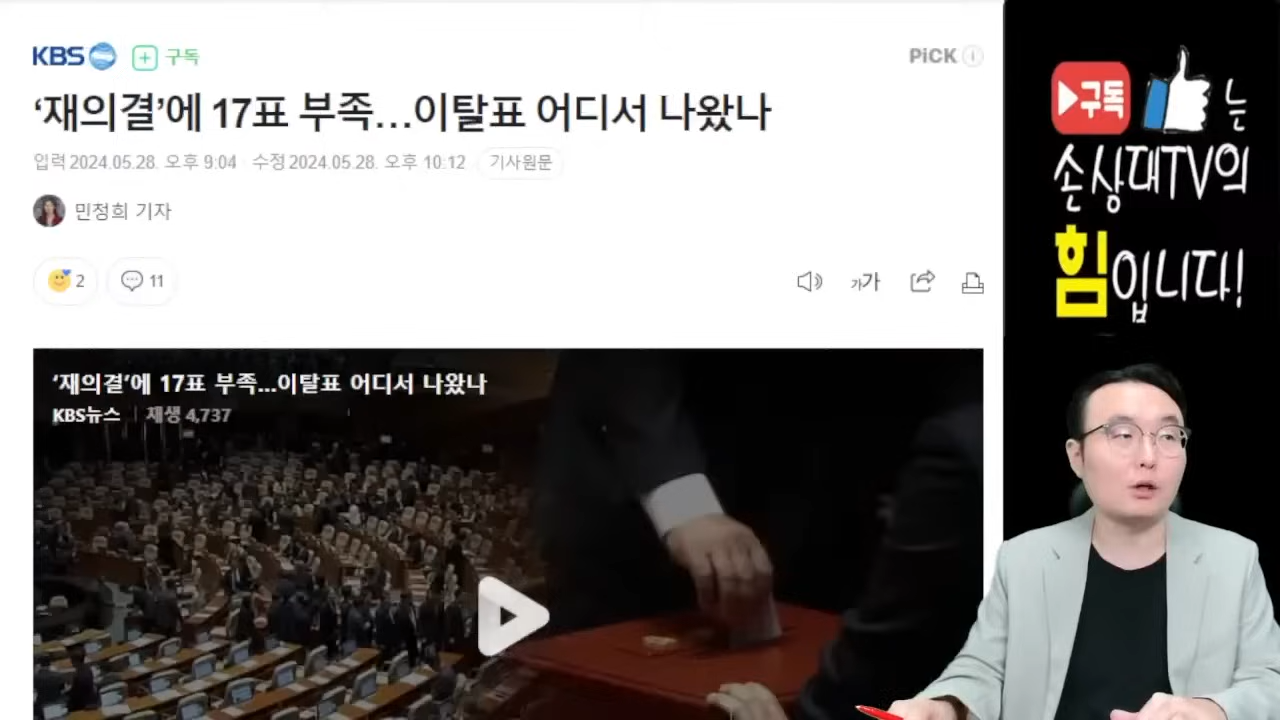 KBS
구독
PiCK
‘재의결’에 17표 부족…이탈표 어디서 나왔나
입력 2024.05.28. 오후 9:04 · 수정 2024.05.28. 오후 10:12
기사원문
민정희 기자
2
11
가가
‘재의결’에 17표 부족…이탈표 어디서 나왔나
KBS뉴스 | 재생 4,737
구독
는
손상대TV의
힘입니다!